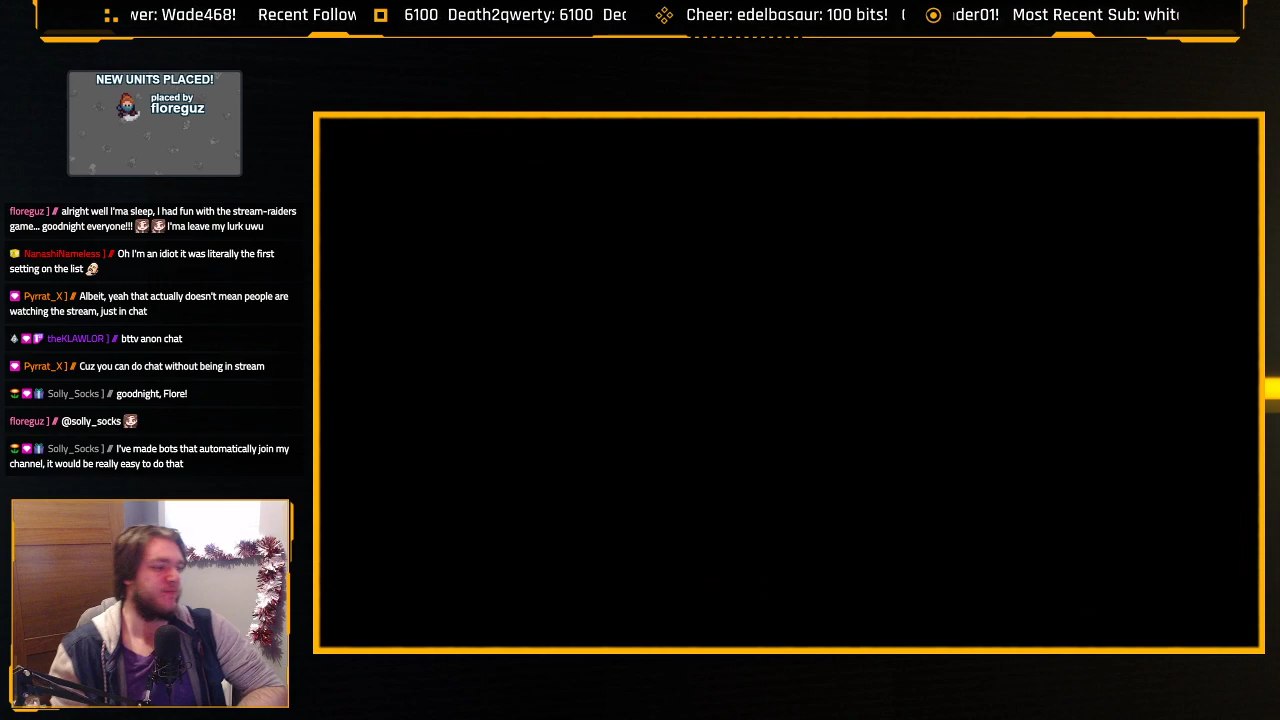 wer: Wade468! Recent Follow
6100 Death2qwerty: 6100
Cheer: edelbasaur: 100 bits! (
der01! Most Recent Sub: whit
NEW UNITS PLACED!
placed by
floreguz
floreguz ] // alright well I'ma sleep, I had fun with the stream-raiders
game... goodnight everyone!!! I'ma leave my lurk uwu
NanashiNameless ] // Oh I'm an idiot it was literally the first
setting on the list
Pyrrat_X ] // Albeit, yeah that actually doesn't mean people are
watching the stream, just in chat
theKLAWLOR ] // bttv anon chat
Pyrrat_X ] // Cuz you can do chat without being in stream
Solly_Socks ] // goodnight, Flore!
floreguz ] // @solly_socks
Solly_Socks ] // I've made bots that automatically join my
channel, it would be really easy to do that